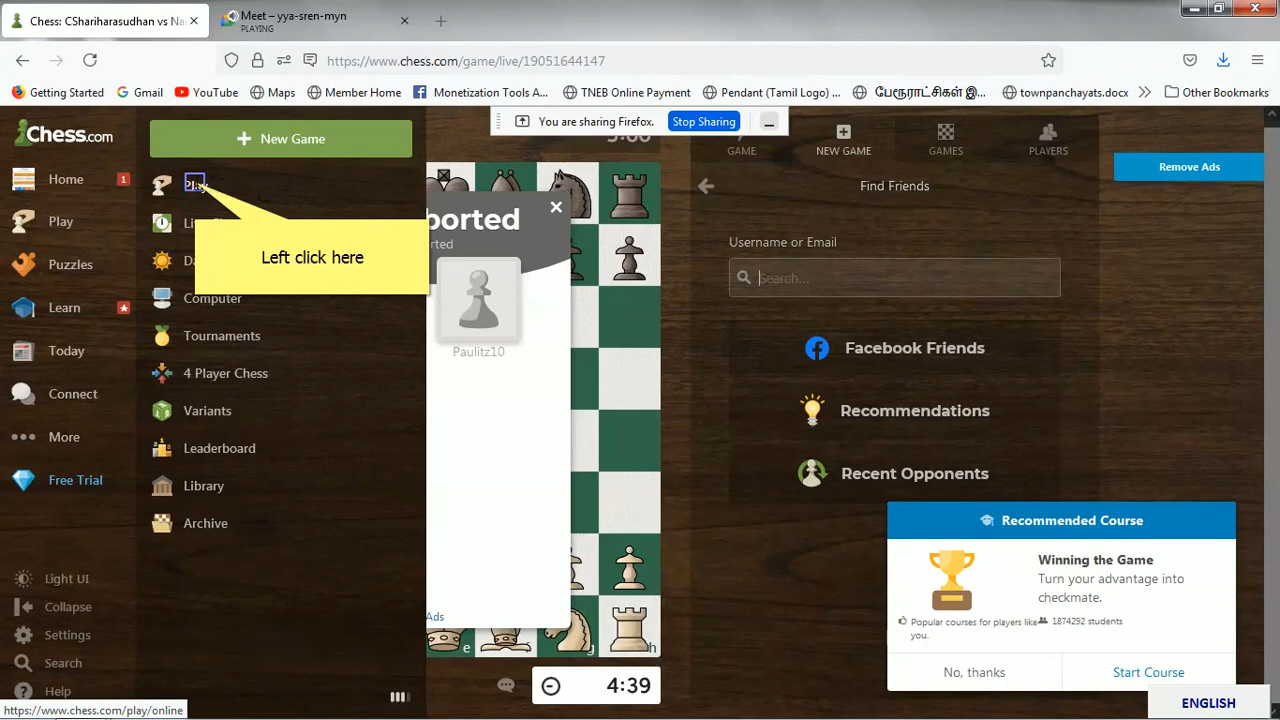 Chess: CShariharasudhan vs Na
Meet – yya-sren-myn
PLAYING
https://www.chess.com/game/live/19051644147
Getting Started
Gmail
YouTube
Maps
Member Home
Monetization Tools A...
TNEB Online Payment
Pendant (Tamil Logo) ...
பேரூராட்சிகள் இ...
townpanchayats.docx
Other Bookmarks
You are sharing Firefox.
Stop Sharing
Chess.com
New Game
Home
1
Play
Puzzles
Learn
Today
Connect
More
Free Trial
Light UI
Collapse
Settings
Search
Help
Play
Left click here
Computer
Tournaments
4 Player Chess
Variants
Leaderboard
Library
Archive
borted
rted
Paulitz10
Ads
e
g
h
4:39
GAME
NEW GAME
GAMES
PLAYERS
Find Friends
Username or Email
Search...
Facebook Friends
Recommendations
Recent Opponents
Remove Ads
Recommended Course
Winning the Game
Turn your advantage into
checkmate.
Popular courses for players like
you.
1874292 students
No, thanks
Start Course
ENGLISH
https://www.chess.com/play/online